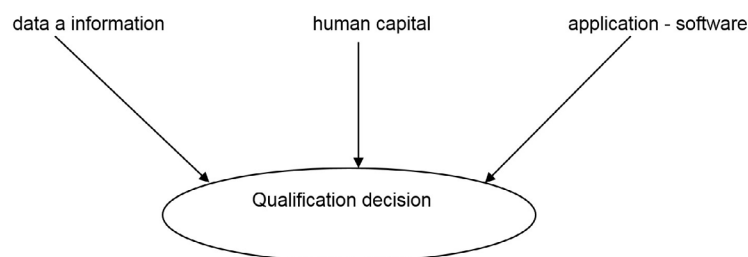 data a information
human capital
application - software
Qualification decision